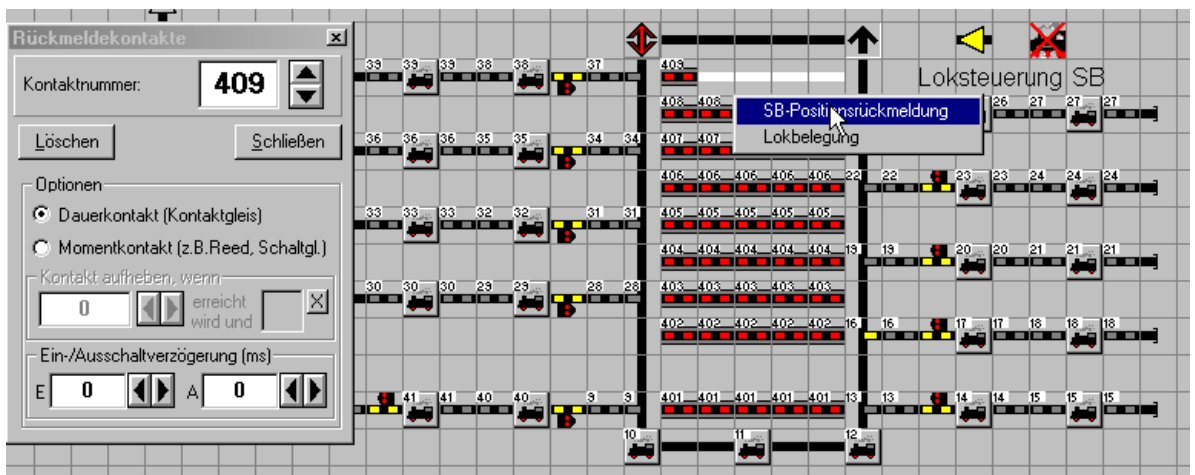 Rückmeldekontakte
Kontaktnummer: 409
Löschen Schließen
Optionen
Dauerkontakt (Kontaktgleis)
Momentkontakt (z.B.Reed, Schaltgl.)
Kontakt aufheben, wenn
0 erreicht wird und X
Ein-/Ausschaltverzögerung (ms)
E 0 A 0
39 39 39 38 38 37 409
Loksteuerung SB
408 408 26 27 27 27
SB-Positionsrückmeldung
Lokbelegung
36 36 36 35 35 34 34 407 407
406 406 406 406 406 22 22 23 23 24 24 24
33 33 33 32 32 31 31 405 405 405 405 405
404 404 404 404 404 19 19 20 20 21 21 21
30 30 30 29 29 28 28 403 403 403 403 403
402 402 402 402 402 16 16 17 17 18 18 18
41 41 40 40 9 9 401 401 401 401 401 13 13 14 14 15 15 15
10 11 12